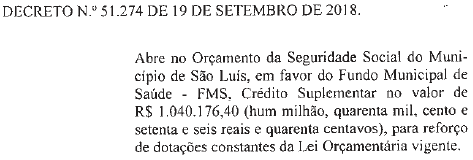 DECRETO N.º 51.274 DE 19 DE SETEMBRO DE 2018.
Abre no Orçamento da Seguridade Social do Muni-
cípio de São Luís, em favor do Fundo Municipal de
Saúde - FMS, Crédito Suplementar no valor de
R$ 1.040.176,40 (hum milhão, quarenta mil, cento e
setenta e seis reais e quarenta centavos), para reforço
de dotações constantes da Lei Orçamentária vigente.